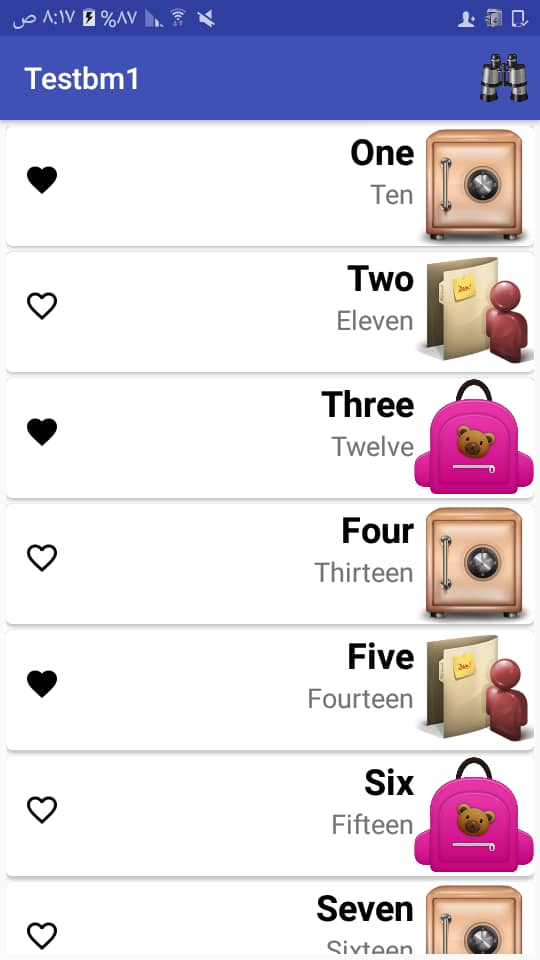 ٨:١٧ ص
%٨٧
Testbm1
One
Ten
Two
Eleven
Three
Twelve
Four
Thirteen
Five
Fourteen
Six
Fifteen
Seven
Sixteen